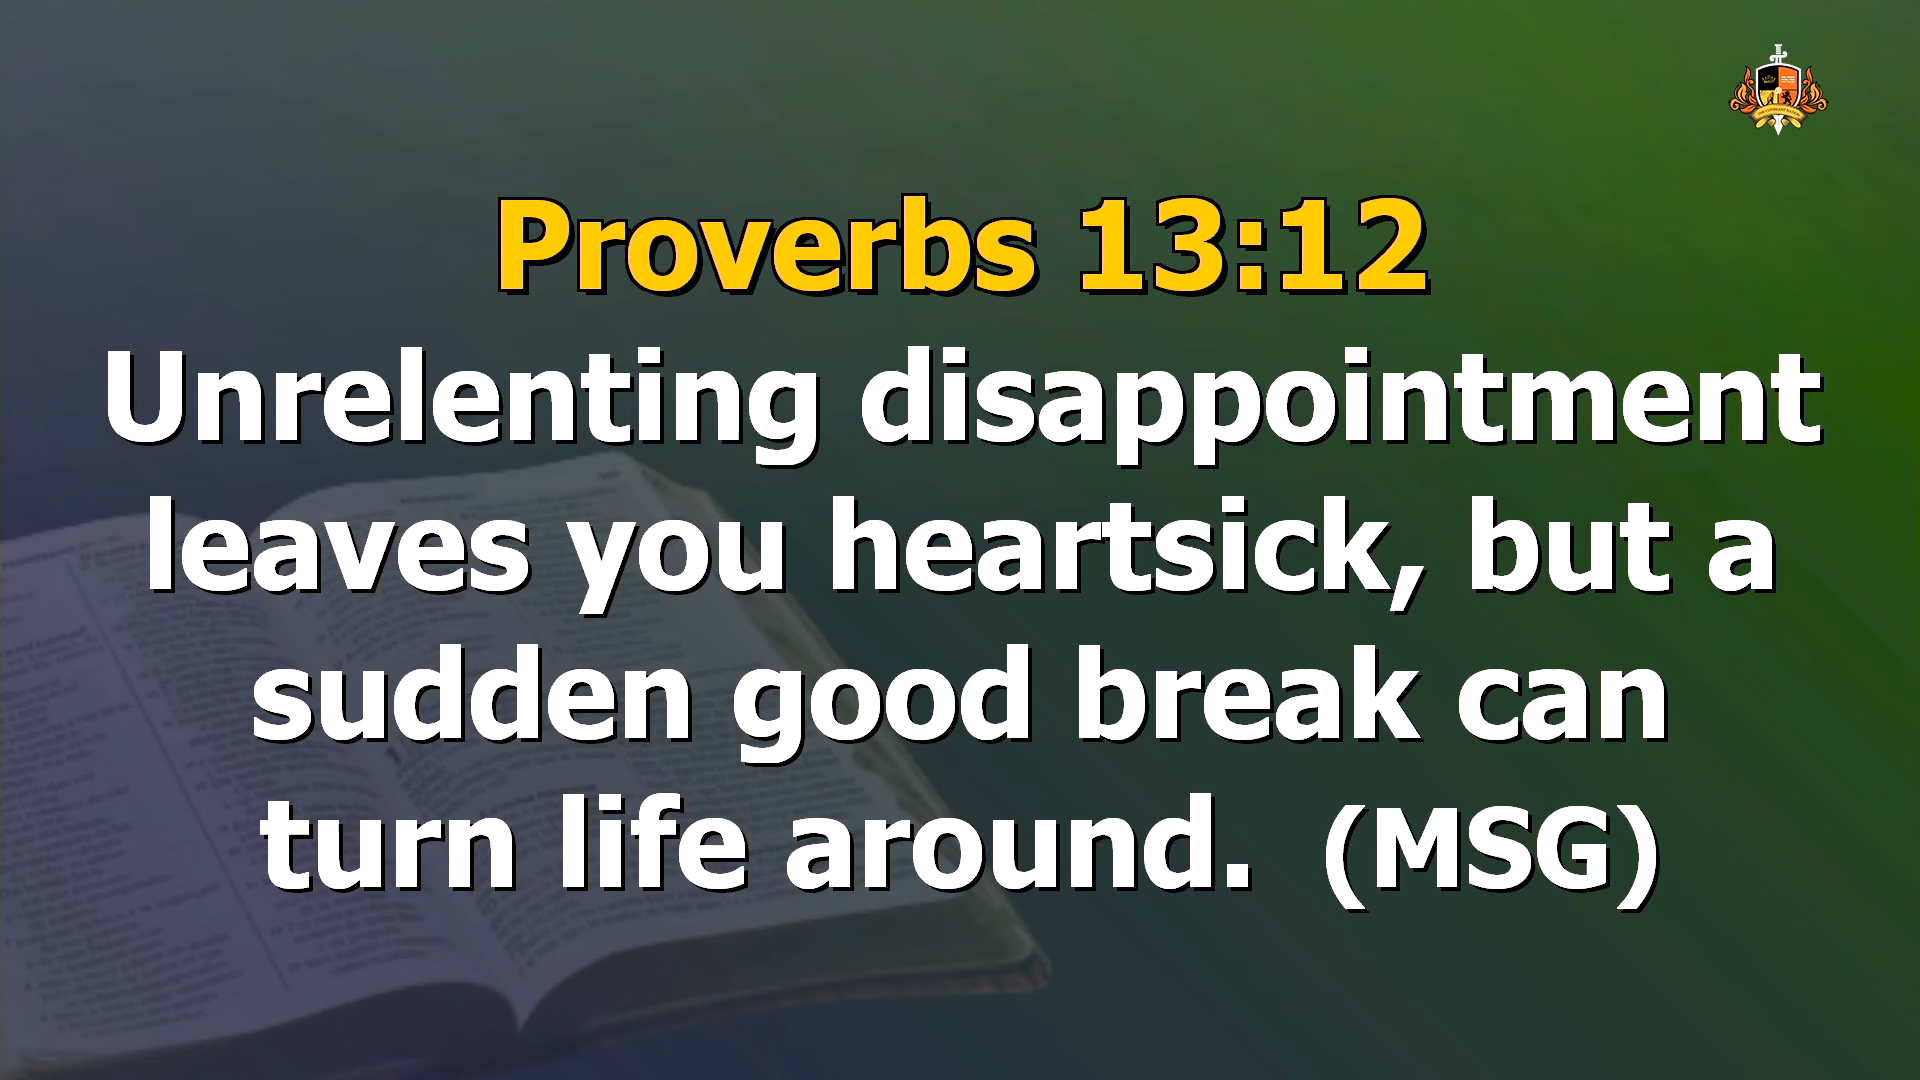 Proverbs 13:12
Unrelenting disappointment
leaves you heartsick, but a
sudden good break can
turn life around.  (MSG)